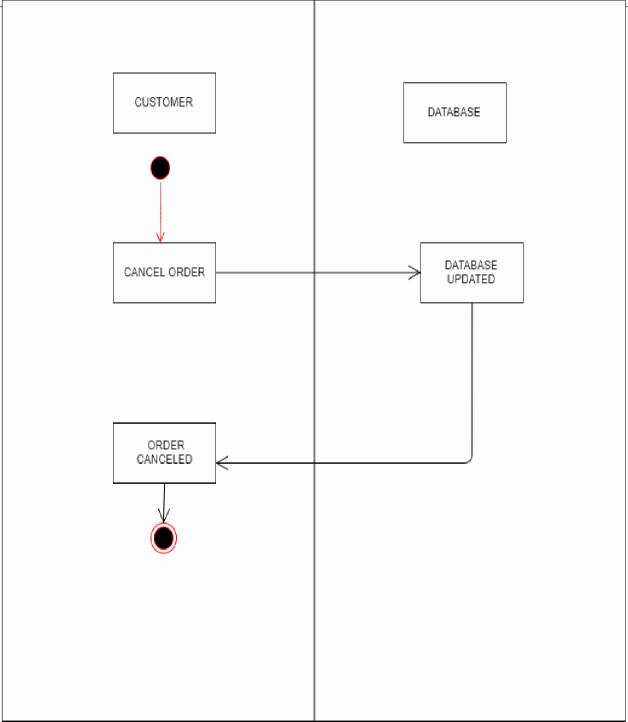 CUSTOMER
DATABASE
CANCEL ORDER
DATABASE
UPDATED
ORDER
CANCELED